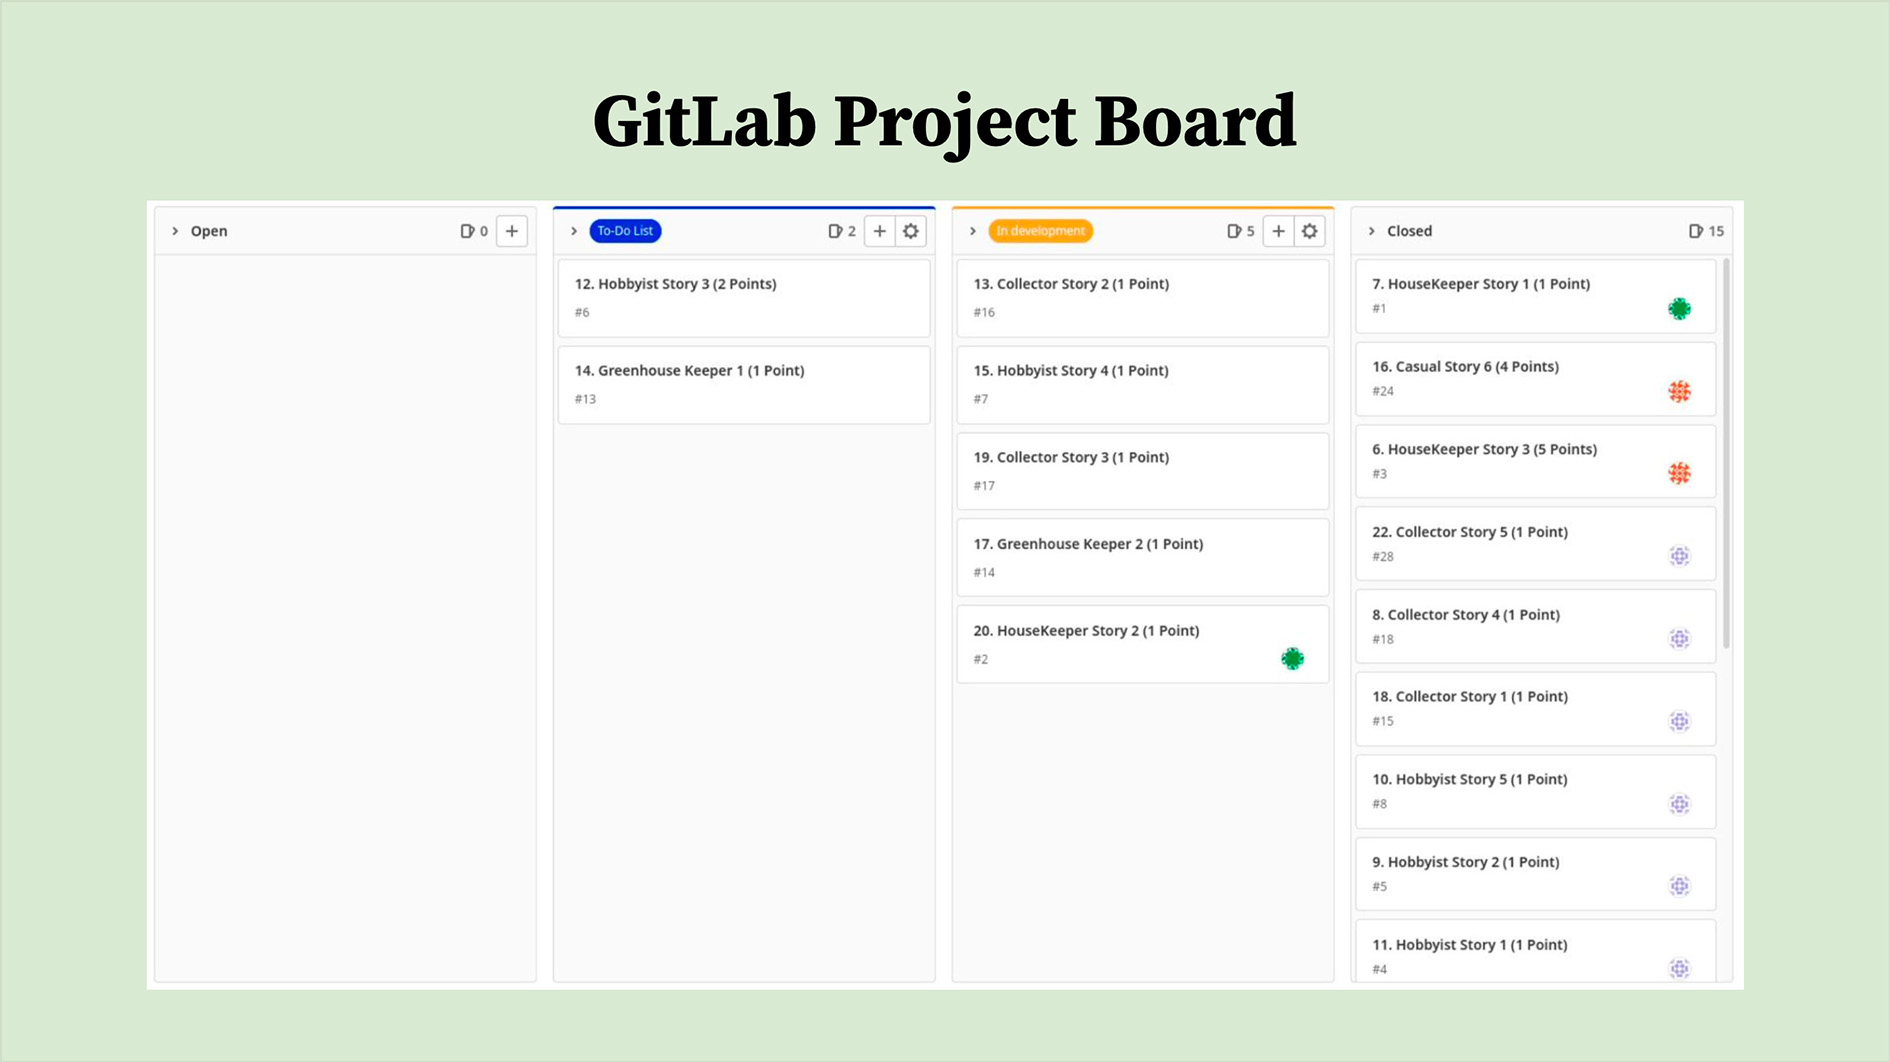 GitLab Project Board
Open 0
To-Do List 2
12. Hobbyist Story 3 (2 Points)
#6
14. Greenhouse Keeper 1 (1 Point)
#13
In development 5
13. Collector Story 2 (1 Point)
#16
15. Hobbyist Story 4 (1 Point)
#7
19. Collector Story 3 (1 Point)
#17
17. Greenhouse Keeper 2 (1 Point)
#14
20. HouseKeeper Story 2 (1 Point)
#2
Closed 15
7. HouseKeeper Story 1 (1 Point)
#1
16. Casual Story 6 (4 Points)
#24
6. HouseKeeper Story 3 (5 Points)
#3
22. Collector Story 5 (1 Point)
#28
8. Collector Story 4 (1 Point)
#18
18. Collector Story 1 (1 Point)
#15
10. Hobbyist Story 5 (1 Point)
#8
9. Hobbyist Story 2 (1 Point)
#5
11. Hobbyist Story 1 (1 Point)
#4